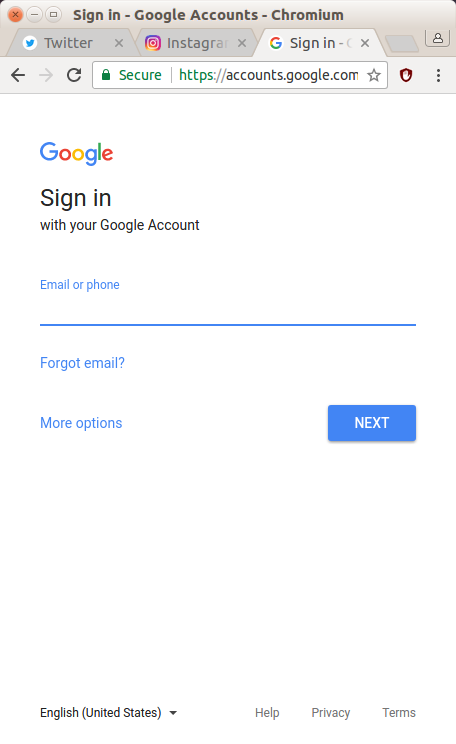 Sign in - Google Accounts - Chromium
Twitter
Instagram
Sign in - G
Secure
https://accounts.google.com
Google
Sign in
with your Google Account
Email or phone
Forgot email?
More options
NEXT
English (United States)
Help
Privacy
Terms